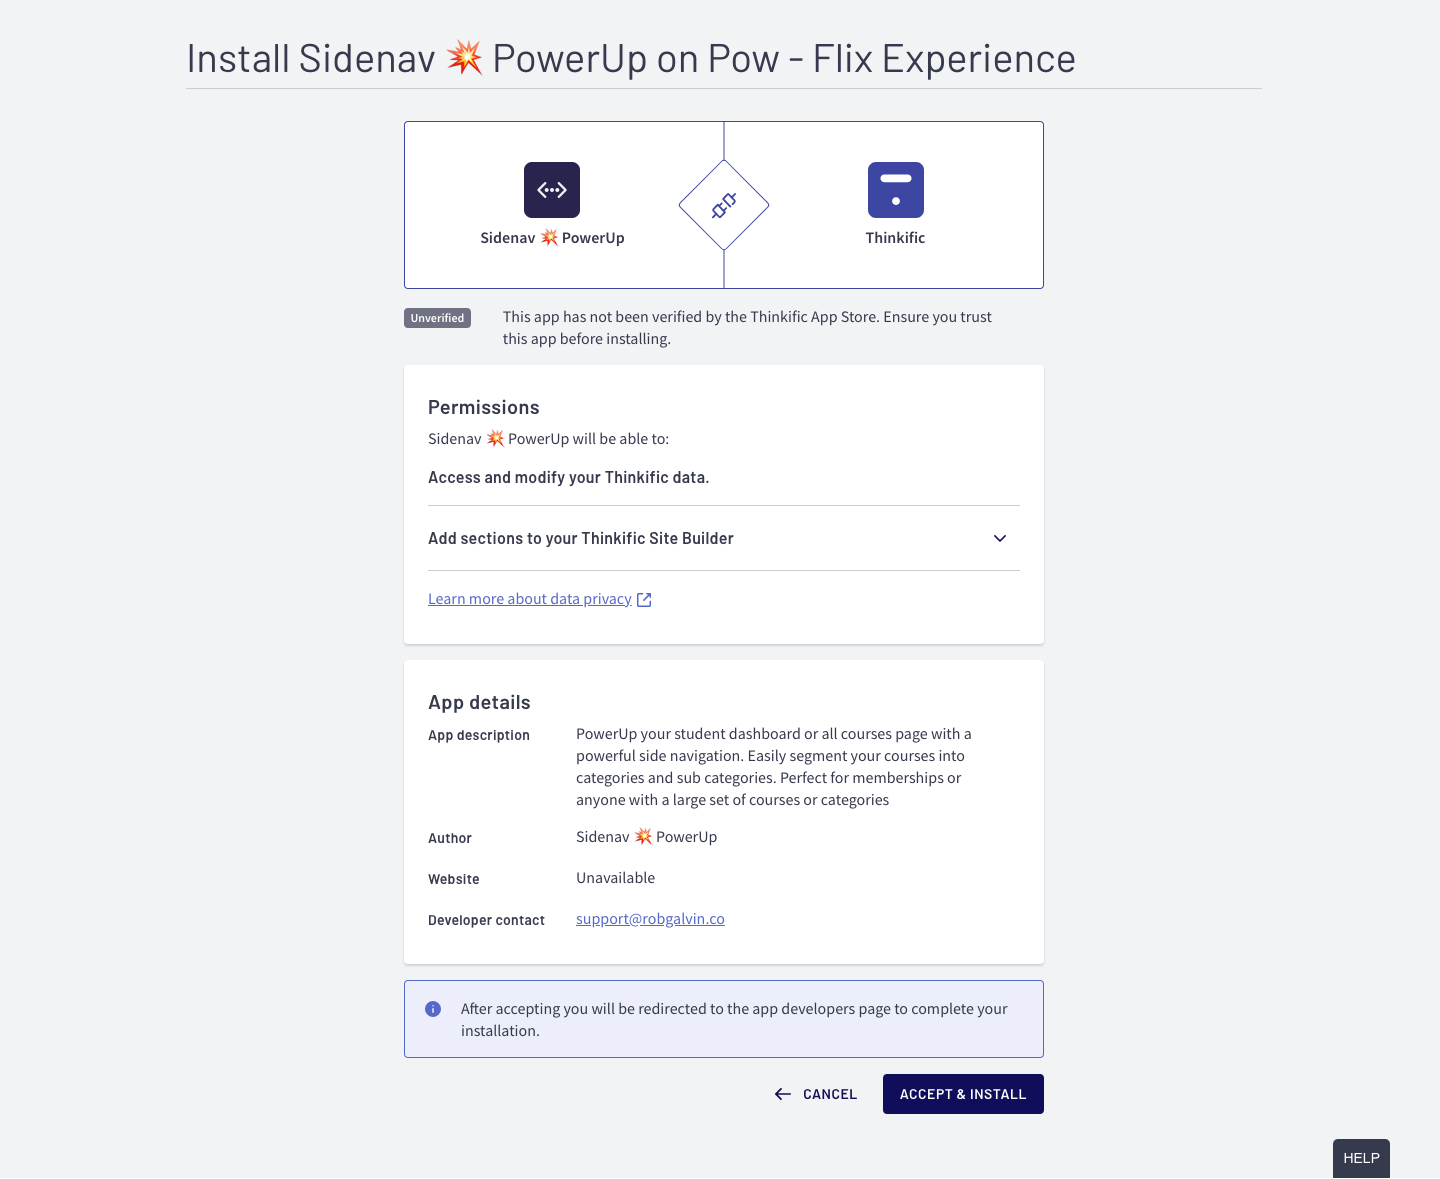 Install Sidenav 💥 PowerUp on Pow - Flix Experience
Sidenav 💥 PowerUp
Thinkific
Unverified
This app has not been verified by the Thinkific App Store. Ensure you trust
this app before installing.
Permissions
Sidenav 💥 PowerUp will be able to:
Access and modify your Thinkific data.
Add sections to your Thinkific Site Builder
Learn more about data privacy
App details
App description
PowerUp your student dashboard or all courses page with a
powerful side navigation. Easily segment your courses into
categories and sub categories. Perfect for memberships or
anyone with a large set of courses or categories
Author
Sidenav 💥 PowerUp
Website
Unavailable
Developer contact
support@robgalvin.co
After accepting you will be redirected to the app developers page to complete your
installation.
CANCEL
ACCEPT & INSTALL
HELP